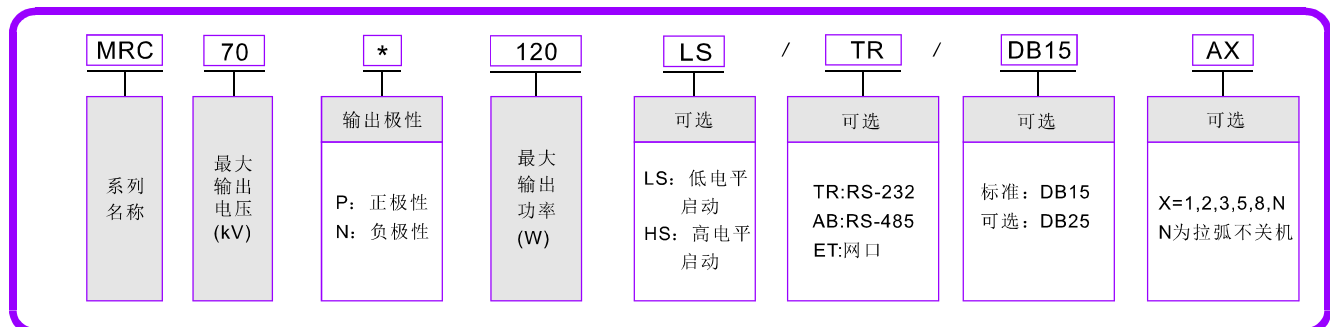 MRC 70 * 120 LS / TR / DB15 AX
系列
名称
最大
输出
电压
(kV)
输出极性
P：正极性
N：负极性
最大
输出
功率
(W)
可选
LS：低电平
启动
HS：高电平
启动
可选
TR:RS-232
AB:RS-485
ET:网口
可选
标准：DB15
可选：DB25
可选
X=1,2,3,5,8,N
N为拉弧不关机